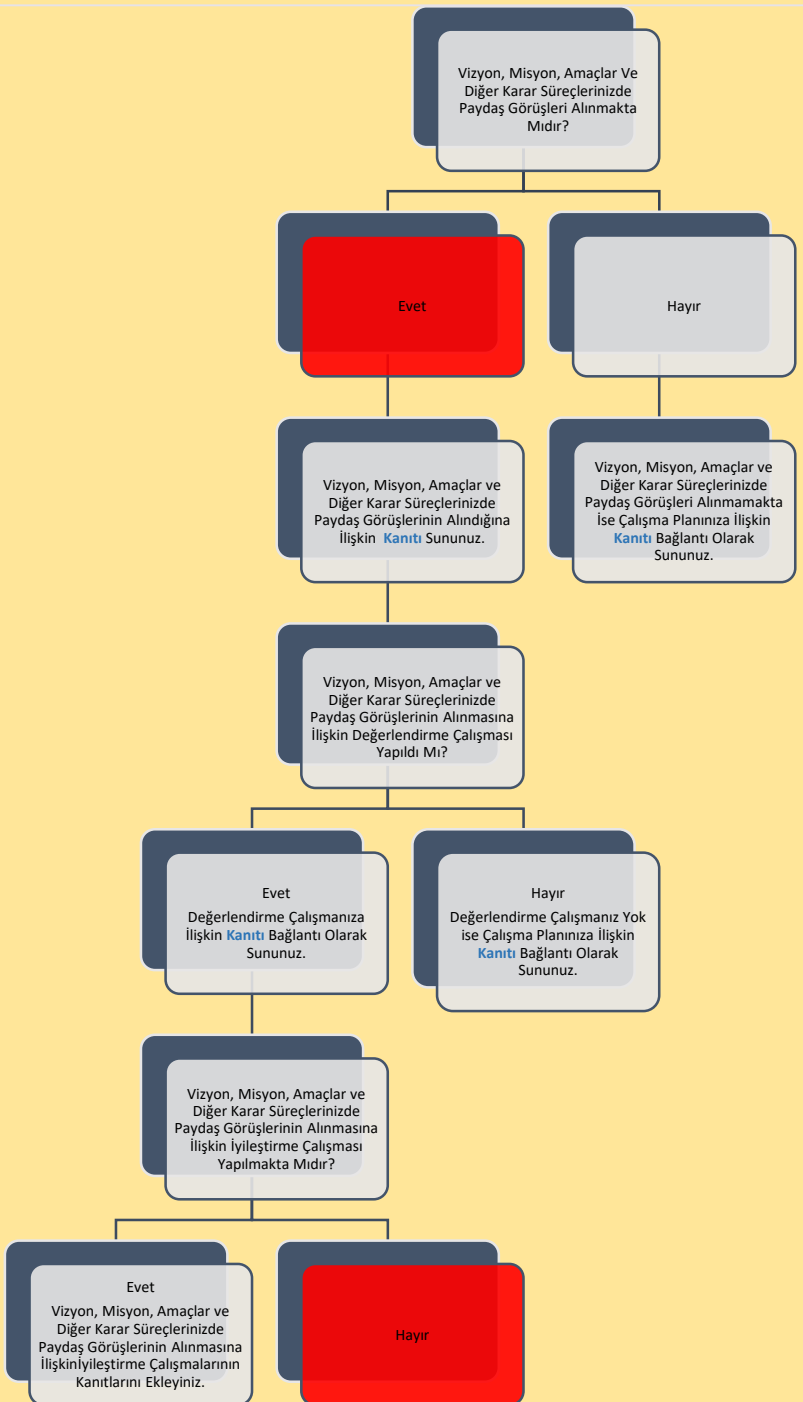 Vizyon, Misyon, Amaçlar Ve
Diğer Karar Süreçlerinizde
Paydaş Görüşleri Alınmakta
Mıdır?
Evet
Hayır
Vizyon, Misyon, Amaçlar ve
Diğer Karar Süreçlerinizde
Paydaş Görüşlerinin Alındığına
İlişkin Kanıtı Sununuz.
Vizyon, Misyon, Amaçlar ve
Diğer Karar Süreçlerinizde
Paydaş Görüşleri Alınmamakta
İse Çalışma Planınıza İlişkin
Kanıtı Bağlantı Olarak
Sununuz.
Vizyon, Misyon, Amaçlar ve
Diğer Karar Süreçlerinizde
Paydaş Görüşlerinin Alınmasına
İlişkin Değerlendirme Çalışması
Yapıldı Mı?
Evet
Değerlendirme Çalışmanıza
İlişkin Kanıtı Bağlantı Olarak
Sununuz.
Hayır
Değerlendirme Çalışmanız Yok
ise Çalışma Planınıza İlişkin
Kanıtı Bağlantı Olarak
Sununuz.
Vizyon, Misyon, Amaçlar ve
Diğer Karar Süreçlerinizde
Paydaş Görüşlerinin Alınmasına
İlişkin İyileştirme Çalışması
Yapılmakta Mıdır?
Evet
Vizyon, Misyon, Amaçlar ve
Diğer Karar Süreçlerinizde
Paydaş Görüşlerinin Alınmasına
İlişkinİyileştirme Çalışmalarının
Kanıtlarını Ekleyiniz.
Hayır